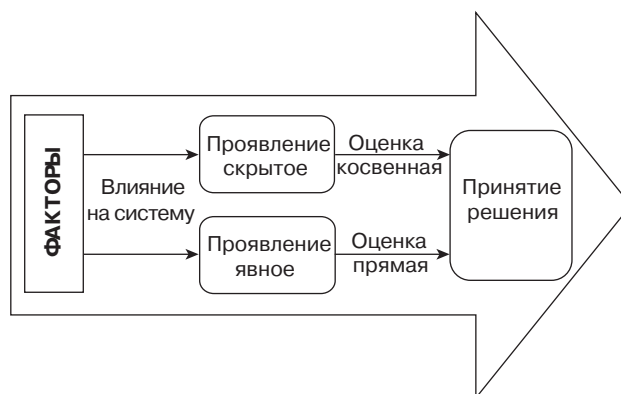 ФАКТОРЫ
Влияние
на систему
Проявление
скрытое
Оценка
косвенная
Проявление
явное
Оценка
прямая
Принятие
решения